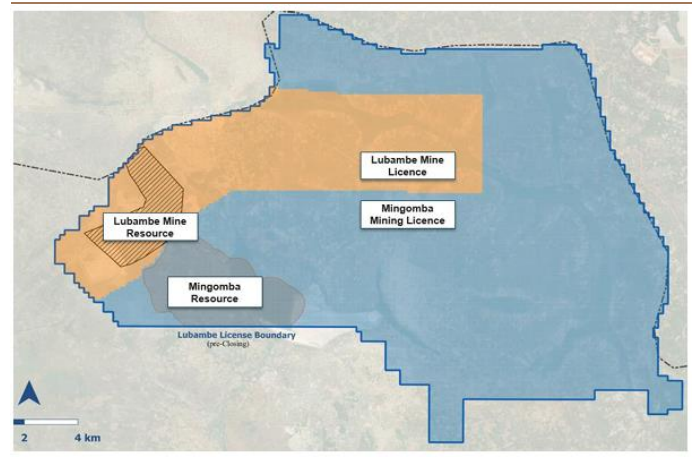 Lubambe Mine
Licence
Mingomba
Mining Licence
Lubambe Mine
Resource
Mingomba
Resource
Lubambe License Boundary
(pre-Closing)
2 4 km